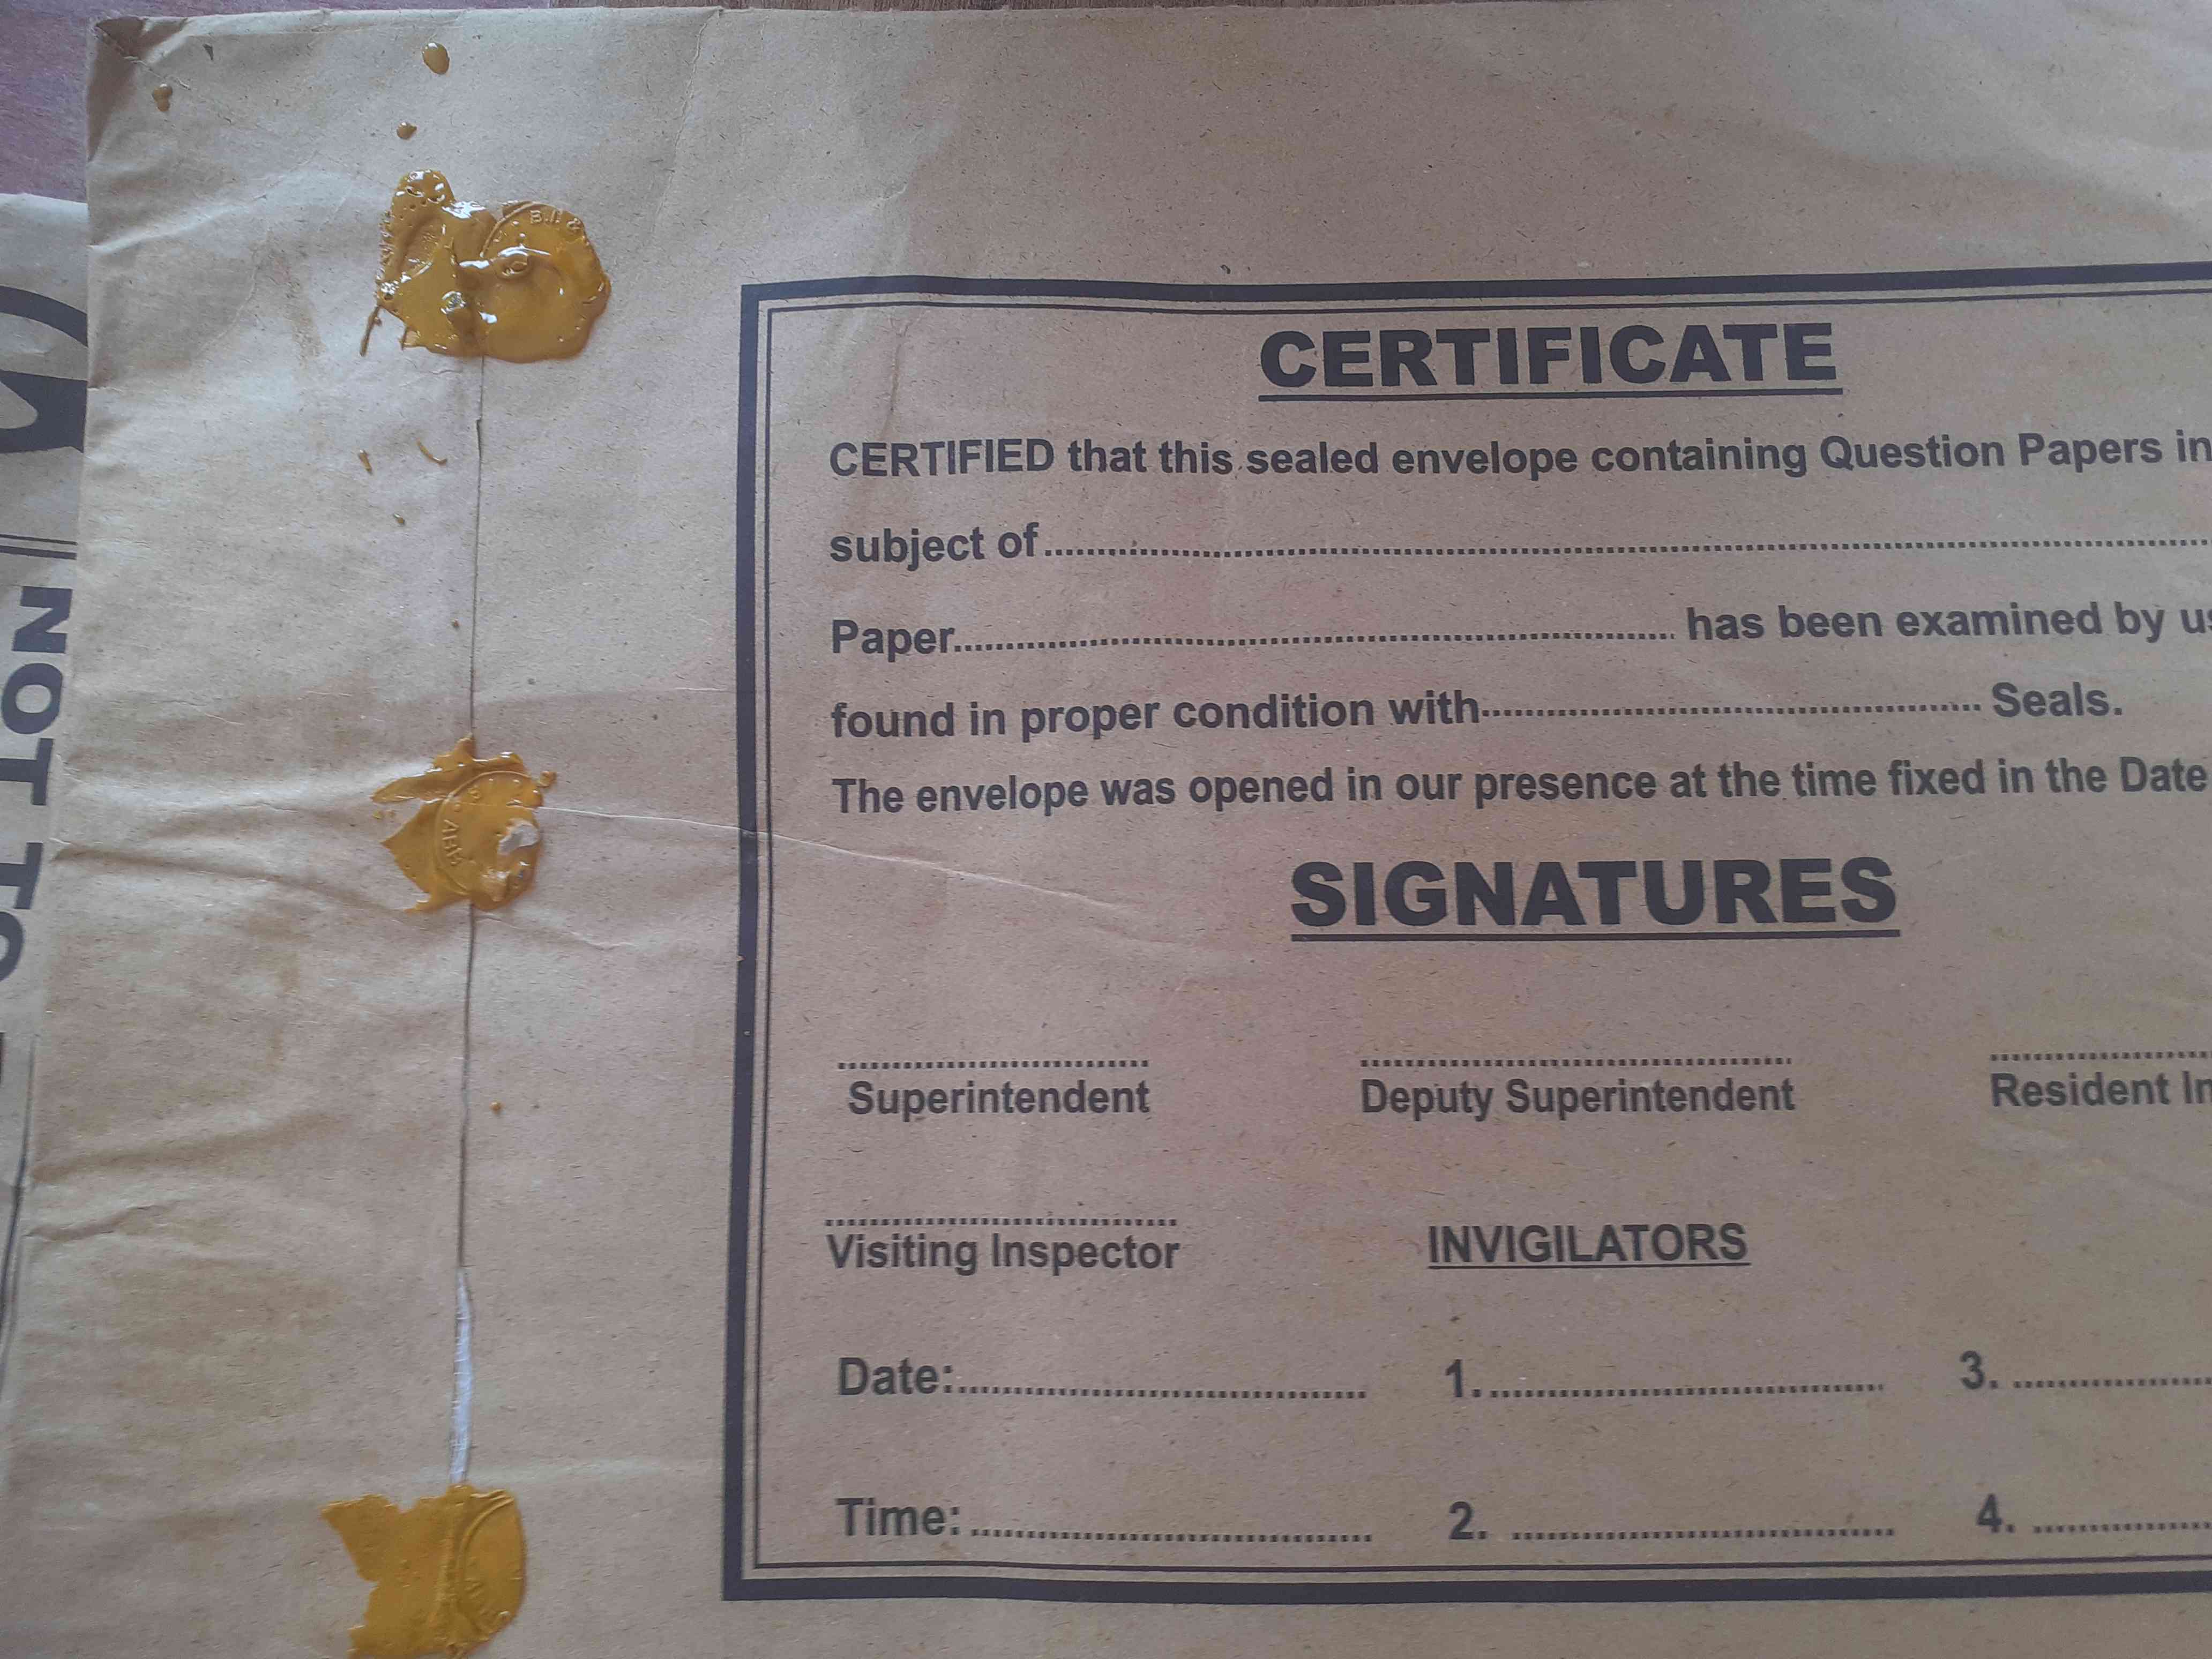 CERTIFICATE
CERTIFIED that this sealed envelope containing Question Papers in
subject of
Paper has been examined by
found in proper condition with Seals.
The envelope was opened in our presence at the time fixed in the Date
SIGNATURES
Superintendent Deputy Superintendent Resident
Visiting Inspector INVIGILATORS
Date: 1. 3.
Time: 2. 4.
NOT
B.I &